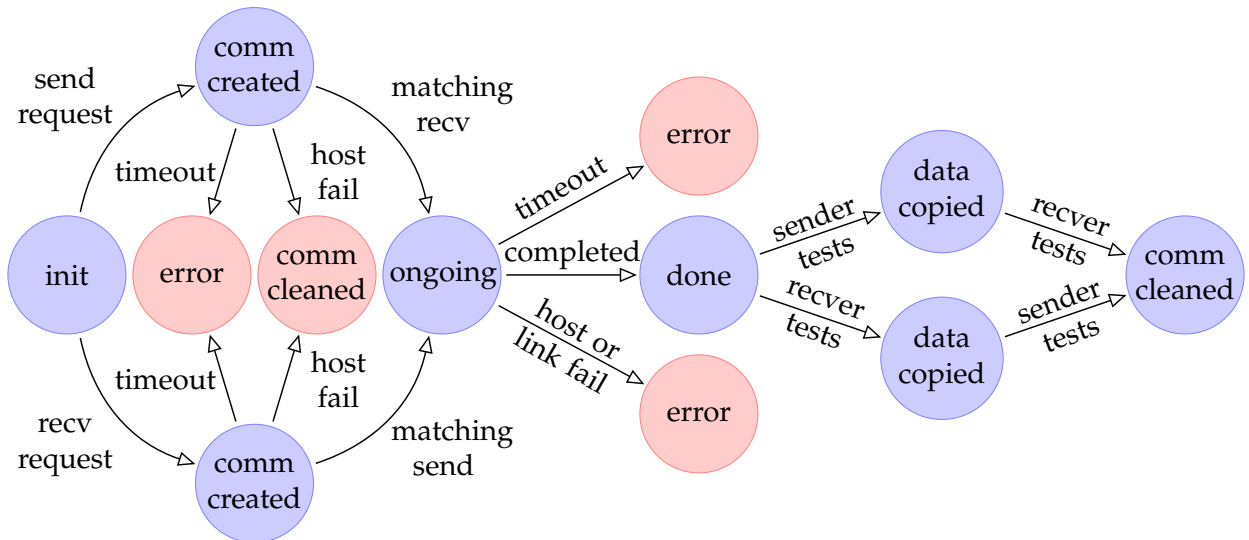 comm
created
send
request
matching
recv
timeout
host
fail
init
error
comm
cleaned
ongoing
timeout
host
fail
recv
request
comm
created
matching
send
timeout
completed
host or
link fail
error
done
error
sender
tests
recver
tests
data
copied
data
copied
recver
tests
sender
tests
comm
cleaned